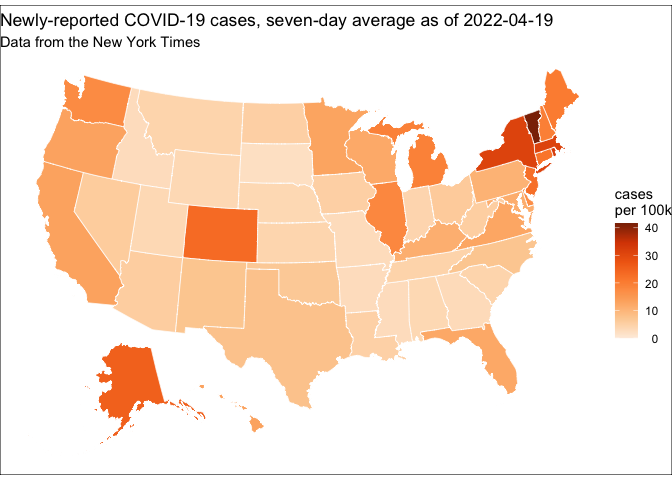 Newly-reported COVID-19 cases, seven-day average as of 2022-04-19
Data from the New York Times
cases
per 100k
40
30
20
10
0